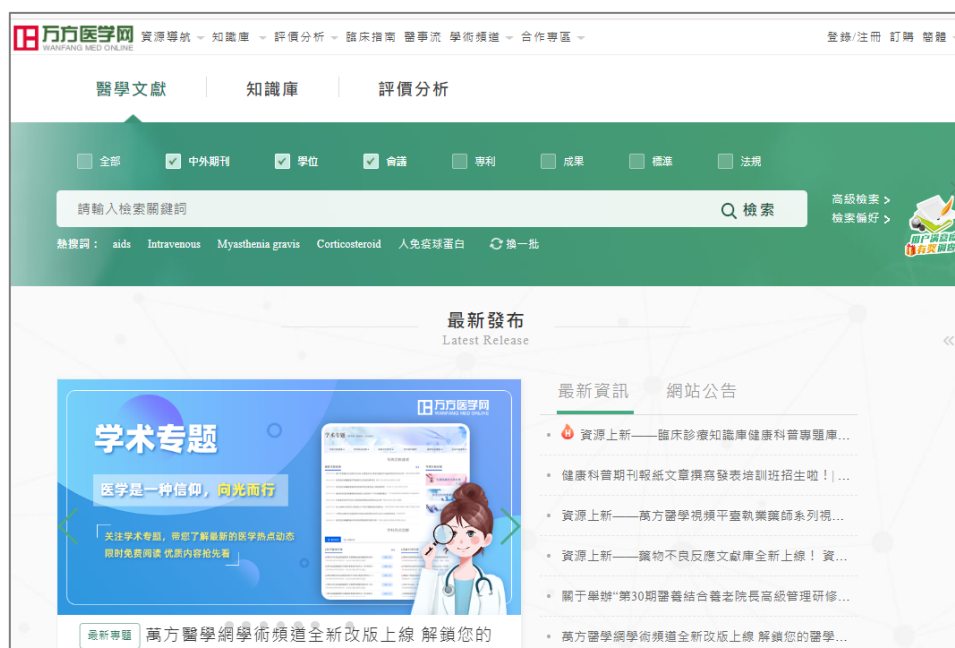 万方医学网
WANFANG MED ONLINE
資源導航 知識庫 評價分析 臨床指南 醫事流 學術頻道 合作專區
登錄/注冊 訂購 簡體
醫學文獻 知識庫 評價分析
全部 中外期刊 學位 會議 專利 成果 標準 法規
請輸入檢索關鍵詞
檢索
高級檢索 >
檢索偏好 >
熱搜詞： aids Intravenous Myasthenia gravis Corticosteroid 人免疫球蛋白 換一批
最新發布
Latest Release
最新資訊 網站公告
万方医学网
WANFANG MED ONLINE
学术专题
医学是一种信仰，向光而行
关注学术专题，带您了解最新的医学热点动态
限时免费阅读 优质内容抢先看
学术专题
資源上新——臨床診療知識庫健康科普專題庫...
健康科普期刊報紙文章撰寫發表培訓班招生啦！| ...
資源上新——萬方醫學視頻平臺執業藥師系列視...
資源上新——藥物不良反應文獻庫全新上線！ 資...
關于舉辦“第30期醫養結合養老院長高級管理研修...
萬方醫學網學術頻道全新改版上線 解鎖您的醫學...
最新專題 萬方醫學網學術頻道全新改版上線 解鎖您的